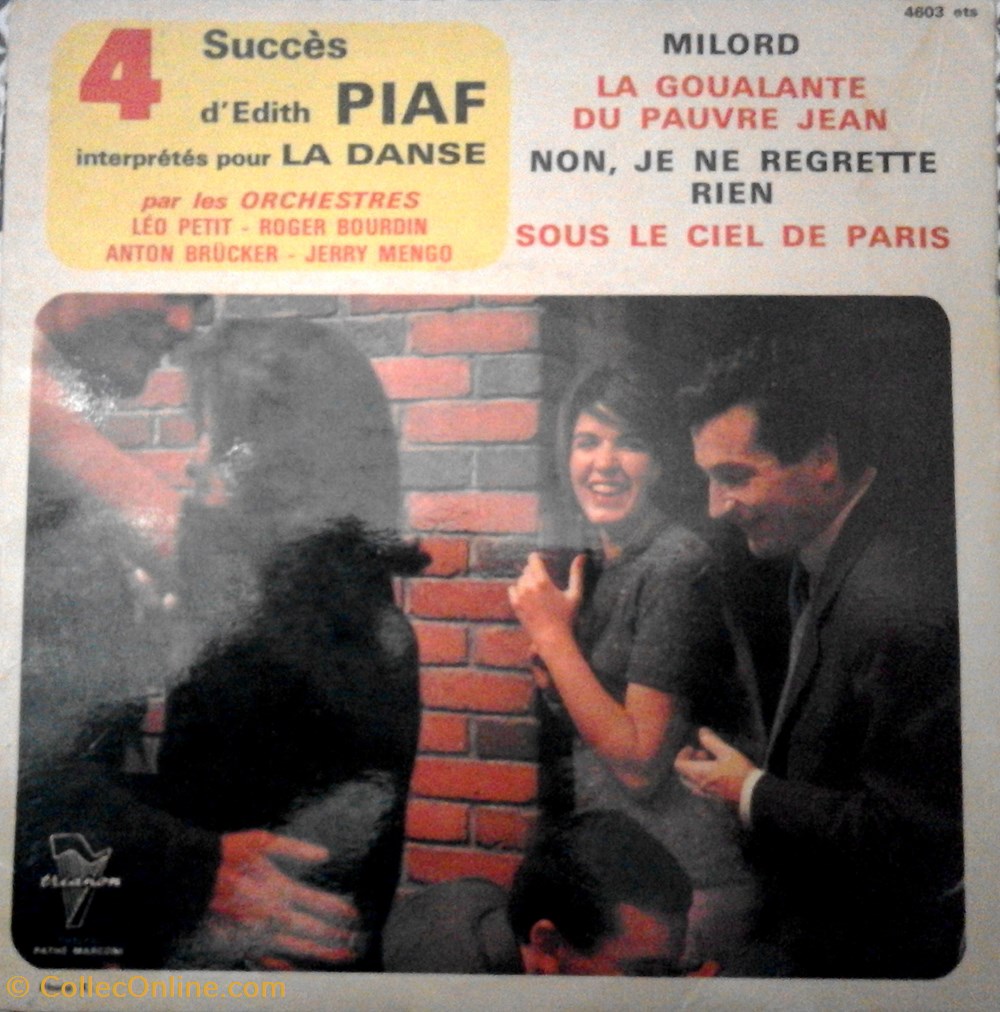 4603 ets
4 Succès
d'Edith PIAF
interprétés pour LA DANSE
par les ORCHESTRES
LÉO PETIT - ROGER BOURDIN
ANTON BRÜCKER - JERRY MENGO
MILORD
LA GOUALANTE
DU PAUVRE JEAN
NON, JE NE REGRETTE
RIEN
SOUS LE CIEL DE PARIS
trianon
PATHÉ MARCONI
© CollecOnline.com